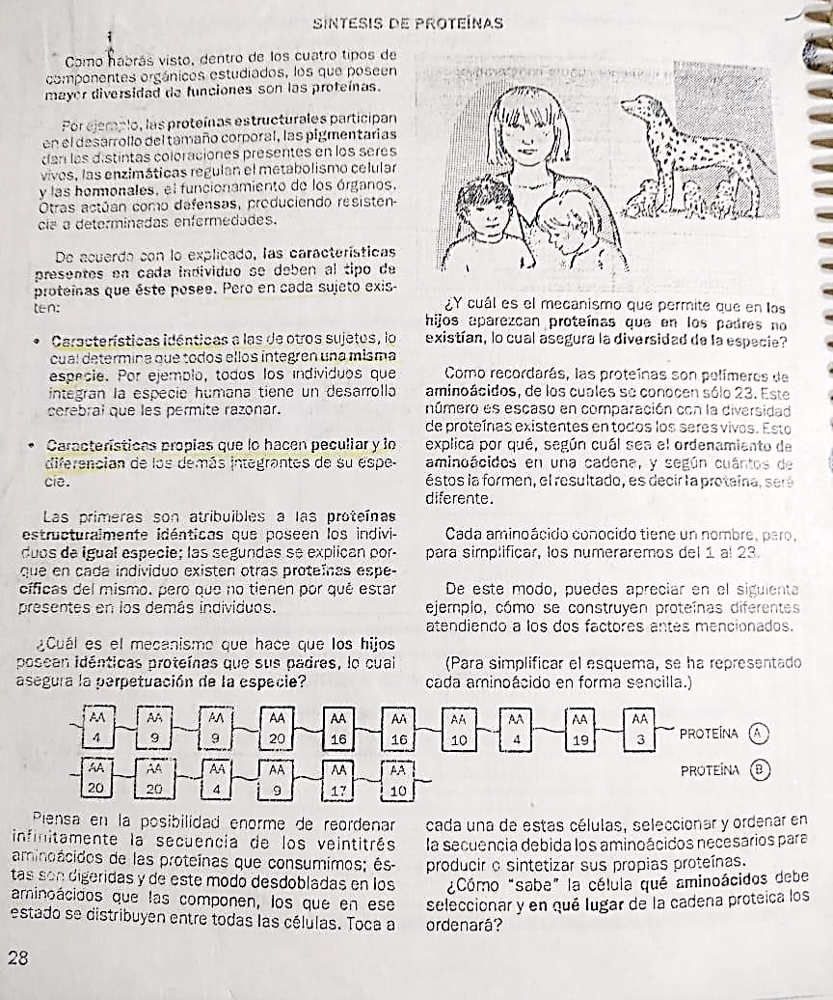 SINTESIS DE PROTEÍNAS
Como habrás visto, dentro de los cuatro tipos de
componentes orgánicos estudiados, los que poseen
mayor diversidad de funciones son las proteínas.
Por ejemplo, las proteínas estructurales participan
en el desarrollo del tamaño corporal, las pigmentarias
dan las distintas coloraciones presentes en los seres
vivos, las enzimáticas regulan el metabolismo celular
y las hormonales, el funcionamiento de los órganos.
Otras actúan como defensas, produciendo resisten-
cia a determinadas enfermedades.
De acuerdo con lo explicado, las características
presentes en cada individuo se deben al tipo de
proteínas que éste posee. Pero en cada sujeto exis-
ten:
• Características idénticas a las de otros sujetos, lo
cual determina que todos ellos integren una misma
especie. Por ejemplo, todos los individuos que
integran la especie humana tiene un desarrollo
cerebral que les permite razonar.
• Características propias que lo hacen peculiar y lo
diferencian de los demás integrantes de su espe-
cie.
Las primeras son atribuibles a las proteínas
estructuralmente idénticas que poseen los indivi-
duos de igual especie; las segundas se explican por-
que en cada individuo existen otras proteínas espe-
cíficas del mismo, pero que no tienen por qué estar
presentes en los demás individuos.
¿Cuál es el mecanismo que hace que los hijos
posean idénticas proteínas que sus padres, lo cual
asegura la perpetuación de la especie?
¿Y cuál es el mecanismo que permite que en los
hijos aparezcan proteínas que en los padres no
existían, lo cual asegura la diversidad de la especie?
Como recordarás, las proteínas son polímeros de
aminoácidos, de los cuales se conocen sólo 23. Este
número es escaso en comparación con la diversidad
de proteínas existentes en todos los seres vivos. Esto
explica por qué, según cuál sea el ordenamiento de
aminoácidos en una cadena, y según cuántos de
éstos la formen, el resultado, es decir la proteína, será
diferente.
Cada aminoácido conocido tiene un nombre, pero,
para simplificar, los numeraremos del 1 al 23.
De este modo, puedes apreciar en el siguiente
ejemplo, cómo se construyen proteínas diferentes
atendiendo a los dos factores antes mencionados.
(Para simplificar el esquema, se ha representado
cada aminoácido en forma sencilla.)
AA AA AA AA AA AA AA AA AA AA
4 9 9 20 16 16 10 4 19 3 PROTEÍNA A
AA AA AA AA AA AA PROTEÍNA B
20 20 4 9 17 10
Piensa en la posibilidad enorme de reordenar
infinitamente la secuencia de los veintitrés
aminoácidos de las proteínas que consumimos; és-
tas son digeridas y de este modo desdobladas en los
aminoácidos que las componen, los que en ese
estado se distribuyen entre todas las células. Toca a
cada una de estas células, seleccionar y ordenar en
la secuencia debida los aminoácidos necesarios para
producir o sintetizar sus propias proteínas.
¿Cómo "sabe" la célula qué aminoácidos debe
seleccionar y en qué lugar de la cadena proteica los
ordenará?
28